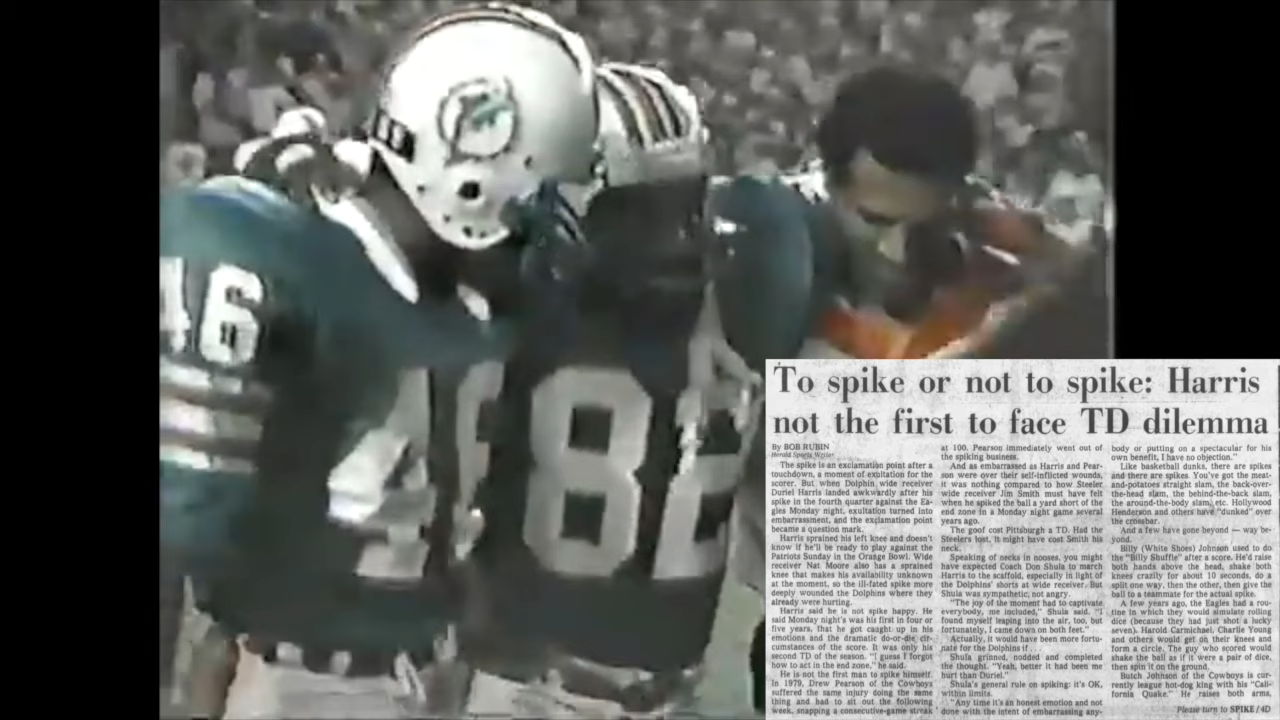 46
4
82
To spike or not to spike: Harris
not the first to face TD dilemma
By BOB RUBIN
Herald Sports Writer
The spike is an exclamation point after a
touchdown, a moment of exultation for the
scorer. But when Dolphin wide receiver
Duriel Harris landed awkwardly after his
spike in the fourth quarter against the Ea-
gles Monday night, exultation turned into
embarrassment, and the exclamation point
became a question mark.
Harris sprained his left knee and doesn't
know if he'll be ready to play against the
Patriots Sunday in the Orange Bowl. Wide
receiver Nat Moore also has a sprained
knee that makes his availability unknown
at the moment, so the ill-fated spike more
deeply wounded the Dolphins where they
already were hurting.
Harris said he is not spike happy. He
said Monday night's was his first in four or
five years, that he got caught up in his
emotions and the dramatic do-or-die cir-
cumstances of the score. It was only his
second TD of the season. "I guess I forgot
how to act in the end zone," he said.
He is not the first man to spike himself.
In 1979, Drew Pearson of the Cowboys
suffered the same injury doing the same
thing and had to sit out the following
week, snapping a consecutive-game streak
at 100. Pearson immediately went out of
the spiking business.
And as embarrassed as Harris and Pear-
son were over their self-inflicted wounds,
it was nothing compared to how Steeler
wide receiver Jim Smith must have felt
when he spiked the ball a yard short of the
end zone in a Monday night game several
years ago.
The goof cost Pittsburgh a TD. Had the
Steelers lost, it might have cost Smith his
neck.
Speaking of necks in nooses, you might
have expected Coach Don Shula to march
Harris to the scaffold, especially in light of
the Dolphins' shorts at wide receiver. But
Shula was sympathetic, not angry.
"The joy of the moment had to captivate
everybody, me included," Shula said. "I
found myself leaping into the air, too, but
fortunately, I came down on both feet."
Actually, it would have been more fortu-
nate for the Dolphins if . . .
Shula grinned, nodded and completed
the thought. "Yeah, better it had been me
hurt than Duriel."
Shula's general rule on spiking: it's OK,
within limits.
"Any time it's an honest emotion and not
done with the intent of embarrassing any-
body or putting on a spectacular for his
own benefit, I have no objection."
Like basketball dunks, there are spikes
and there are spikes. You've got the meat-
and-potatoes straight slam, the back-over-
the-head slam, the behind-the-back slam,
the around-the-body slam, etc. Hollywood
Henderson and others have "dunked" over
the crossbar.
And a few have gone beyond — way be-
yond.
Billy (White Shoes) Johnson used to do
the "Billy Shuffle" after a score. He'd raise
both hands above the head, shake both
knees crazily for about 10 seconds, do a
split one way, then the other, then give the
ball to a teammate for the actual spike.
A few years ago, the Eagles had a rou-
tine in which they would simulate rolling
dice (because they had just shot a lucky
seven). Harold Carmichael, Charlie Young
and others would get on their knees and
form a circle. The guy who scored would
shake the ball as if it were a pair of dice,
then spin it on the ground.
Butch Johnson of the Cowboys is cur-
rently league hot-dog king with his "Cali-
fornia Quake." He raises both arms,
Please turn to SPIKE / 4D